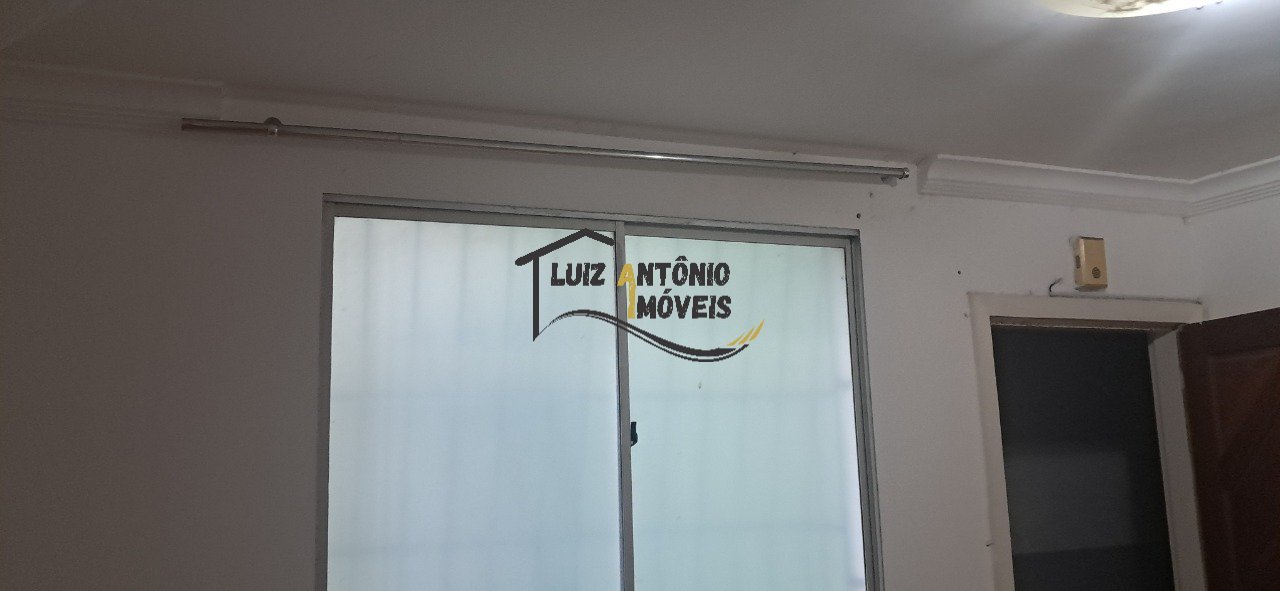 LUIZ ANTÔNIO
IMÓVEIS